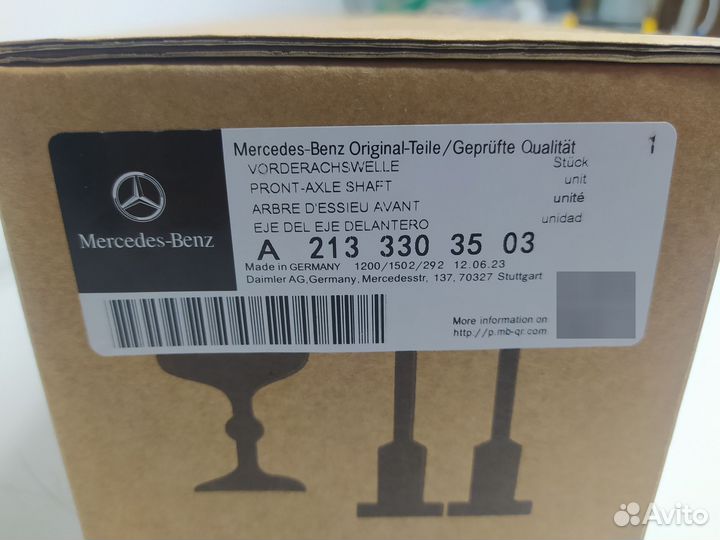 Mercedes-Benz Original-Teile/Geprüfte Qualität 1
VORDERACHSWELLE Stück
PRONT-AXLE SHAFT unit
ARBRE D'ESSIEU AVANT unité
EJE DEL EJE DELANTERO unidad
Mercedes-Benz
A 213 330 35 03
Made in GERMANY 1200/1502/292 12.06.23
Daimler AG,Germany, Mercedesstr, 137,70327 Stuttgart
More information on
http://p.mb-qr.com
Avito